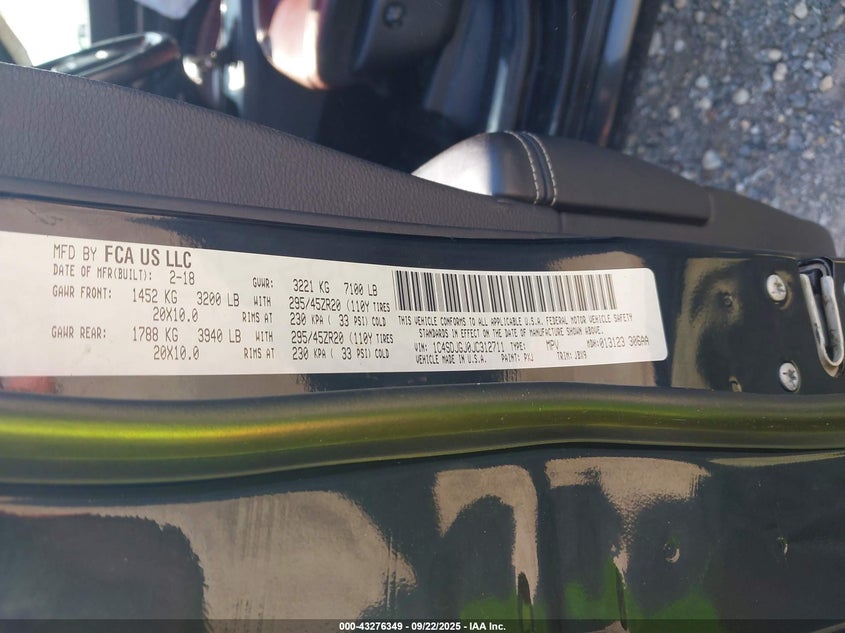 MFD BY FCA US LLC
DATE OF MFR(BUILT): 2-18 GVWR: 3221 KG 7100 LB
GAWR FRONT: 1452 KG 3200 LB WITH 295/45ZR20 (110Y TIRES
20X10.0 RIMS AT 230 KPA ( 33 PSI) COLD
GAWR REAR: 1788 KG 3940 LB WITH 295/45ZR20 (110Y TIRES
20X10.0 RIMS AT 230 KPA ( 33 PSI) COLD
THIS VEHICLE CONFORMS TO ALL APPLICABLE U.S.A. FEDERAL MOTOR VEHICLE SAFETY
STANDARDS IN EFFECT ON THE DATE OF MANUFACTURE SHOWN ABOVE.
VIN: 1C4SDJGJ0JC312711 TYPE: MPV MDH: 013123 306AA
VEHICLE MADE IN U.S.A. PAINT: PXJ TRIM: JBX9
000-43276349 - 09/22/2025 - IAA Inc.